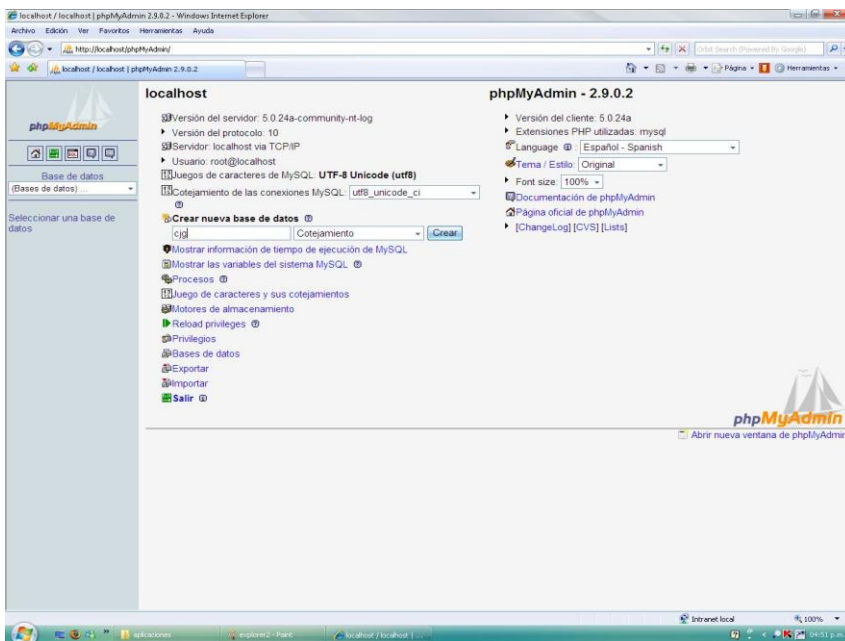 localhost / localhost | phpMyAdmin 2.9.0.2 - Windows Internet Explorer
Archivo Edición Ver Favoritos Herramientas Ayuda
http://localhost/phpMyAdmin/
Orbit Search (Powered By Google)
localhost / localhost | phpMyAdmin 2.9.0.2
Página
Herramientas
phpMyAdmin
Base de datos
(Bases de datos) ...
Seleccionar una base de
datos
localhost
Versión del servidor: 5.0.24a-community-nt-log
Versión del protocolo: 10
Servidor: localhost via TCP/IP
Usuario: root@localhost
Juegos de caracteres de MySQL: UTF-8 Unicode (utf8)
Cotejamiento de las conexiones MySQL: utf8_unicode_ci
Crear nueva base de datos
cjg Cotejamiento Crear
Mostrar información de tiempo de ejecución de MySQL
Mostrar las variables del sistema MySQL
Procesos
Juego de caracteres y sus cotejamientos
Motores de almacenamiento
Reload privileges
Privilegios
Bases de datos
Exportar
Importar
Salir
phpMyAdmin - 2.9.0.2
Versión del cliente: 5.0.24a
Extensiones PHP utilizadas: mysql
Language : Español - Spanish
Tema / Estilo: Original
Font size: 100%
Documentación de phpMyAdmin
Página oficial de phpMyAdmin
[ChangeLog] [CVS] [Lists]
phpMyAdmin
Abrir nueva ventana de phpMyAdmin
Intranet local 100%
aplicaciones explorer2 - Paint localhost / localhost | ... 04:51 p.m.